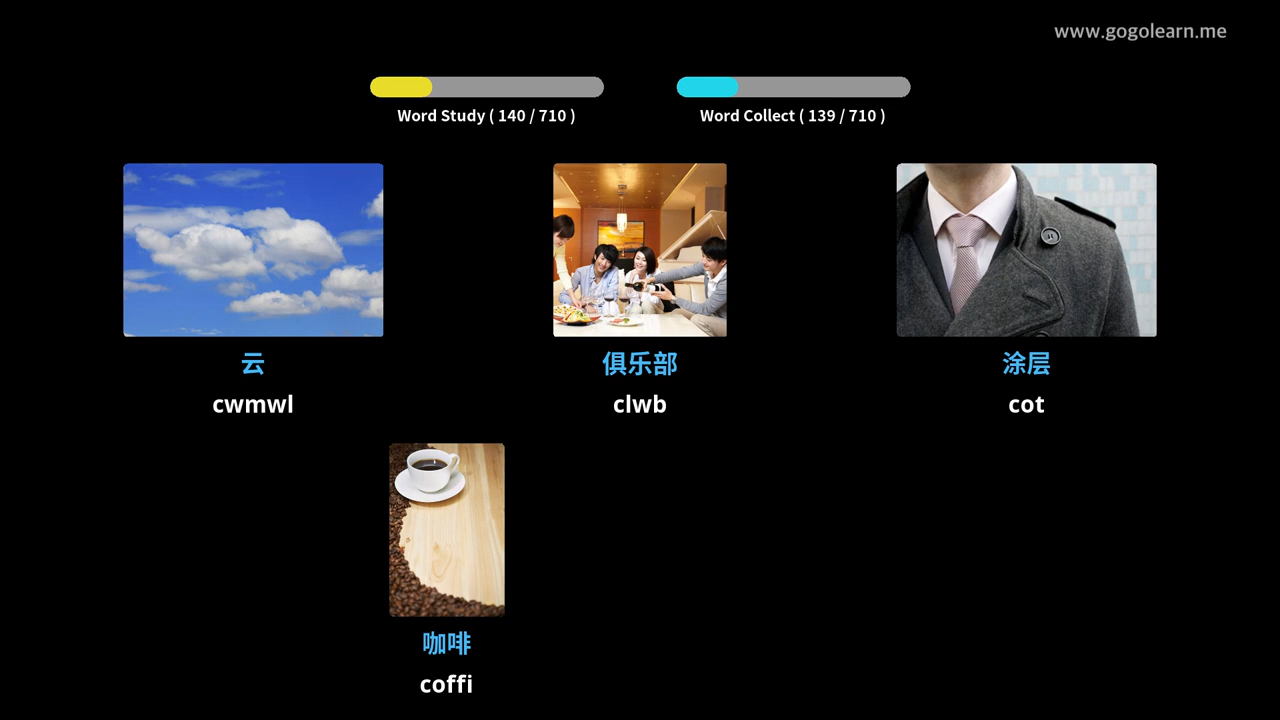 www.gogolearn.me
Word Study ( 140 / 710 )
Word Collect ( 139 / 710 )
云
cwmwl
俱乐部
clwb
涂层
cot
咖啡
coffi